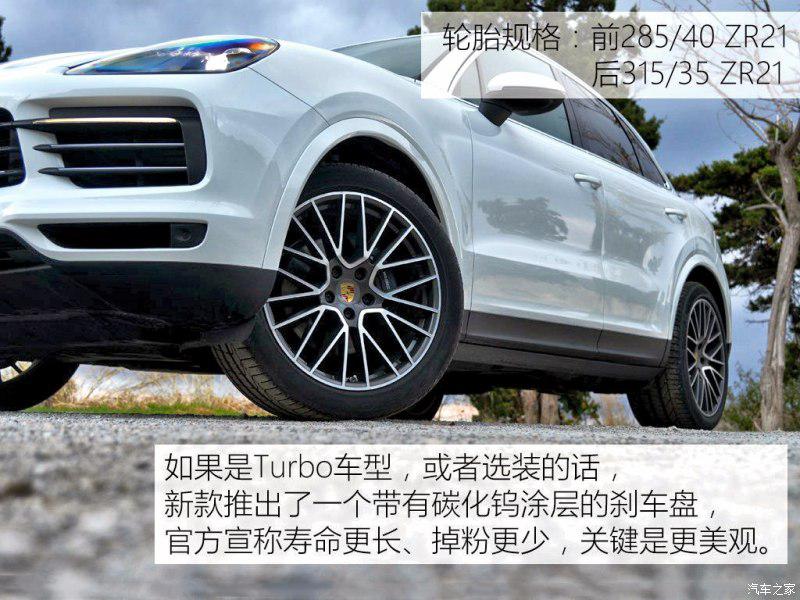 轮胎规格：前285/40 ZR21
后315/35 ZR21
如果是Turbo车型，或者选装的话，
新款推出了一个带有碳化钨涂层的刹车盘，
官方宣称寿命更长、掉粉更少，关键是更美观。
汽车之家